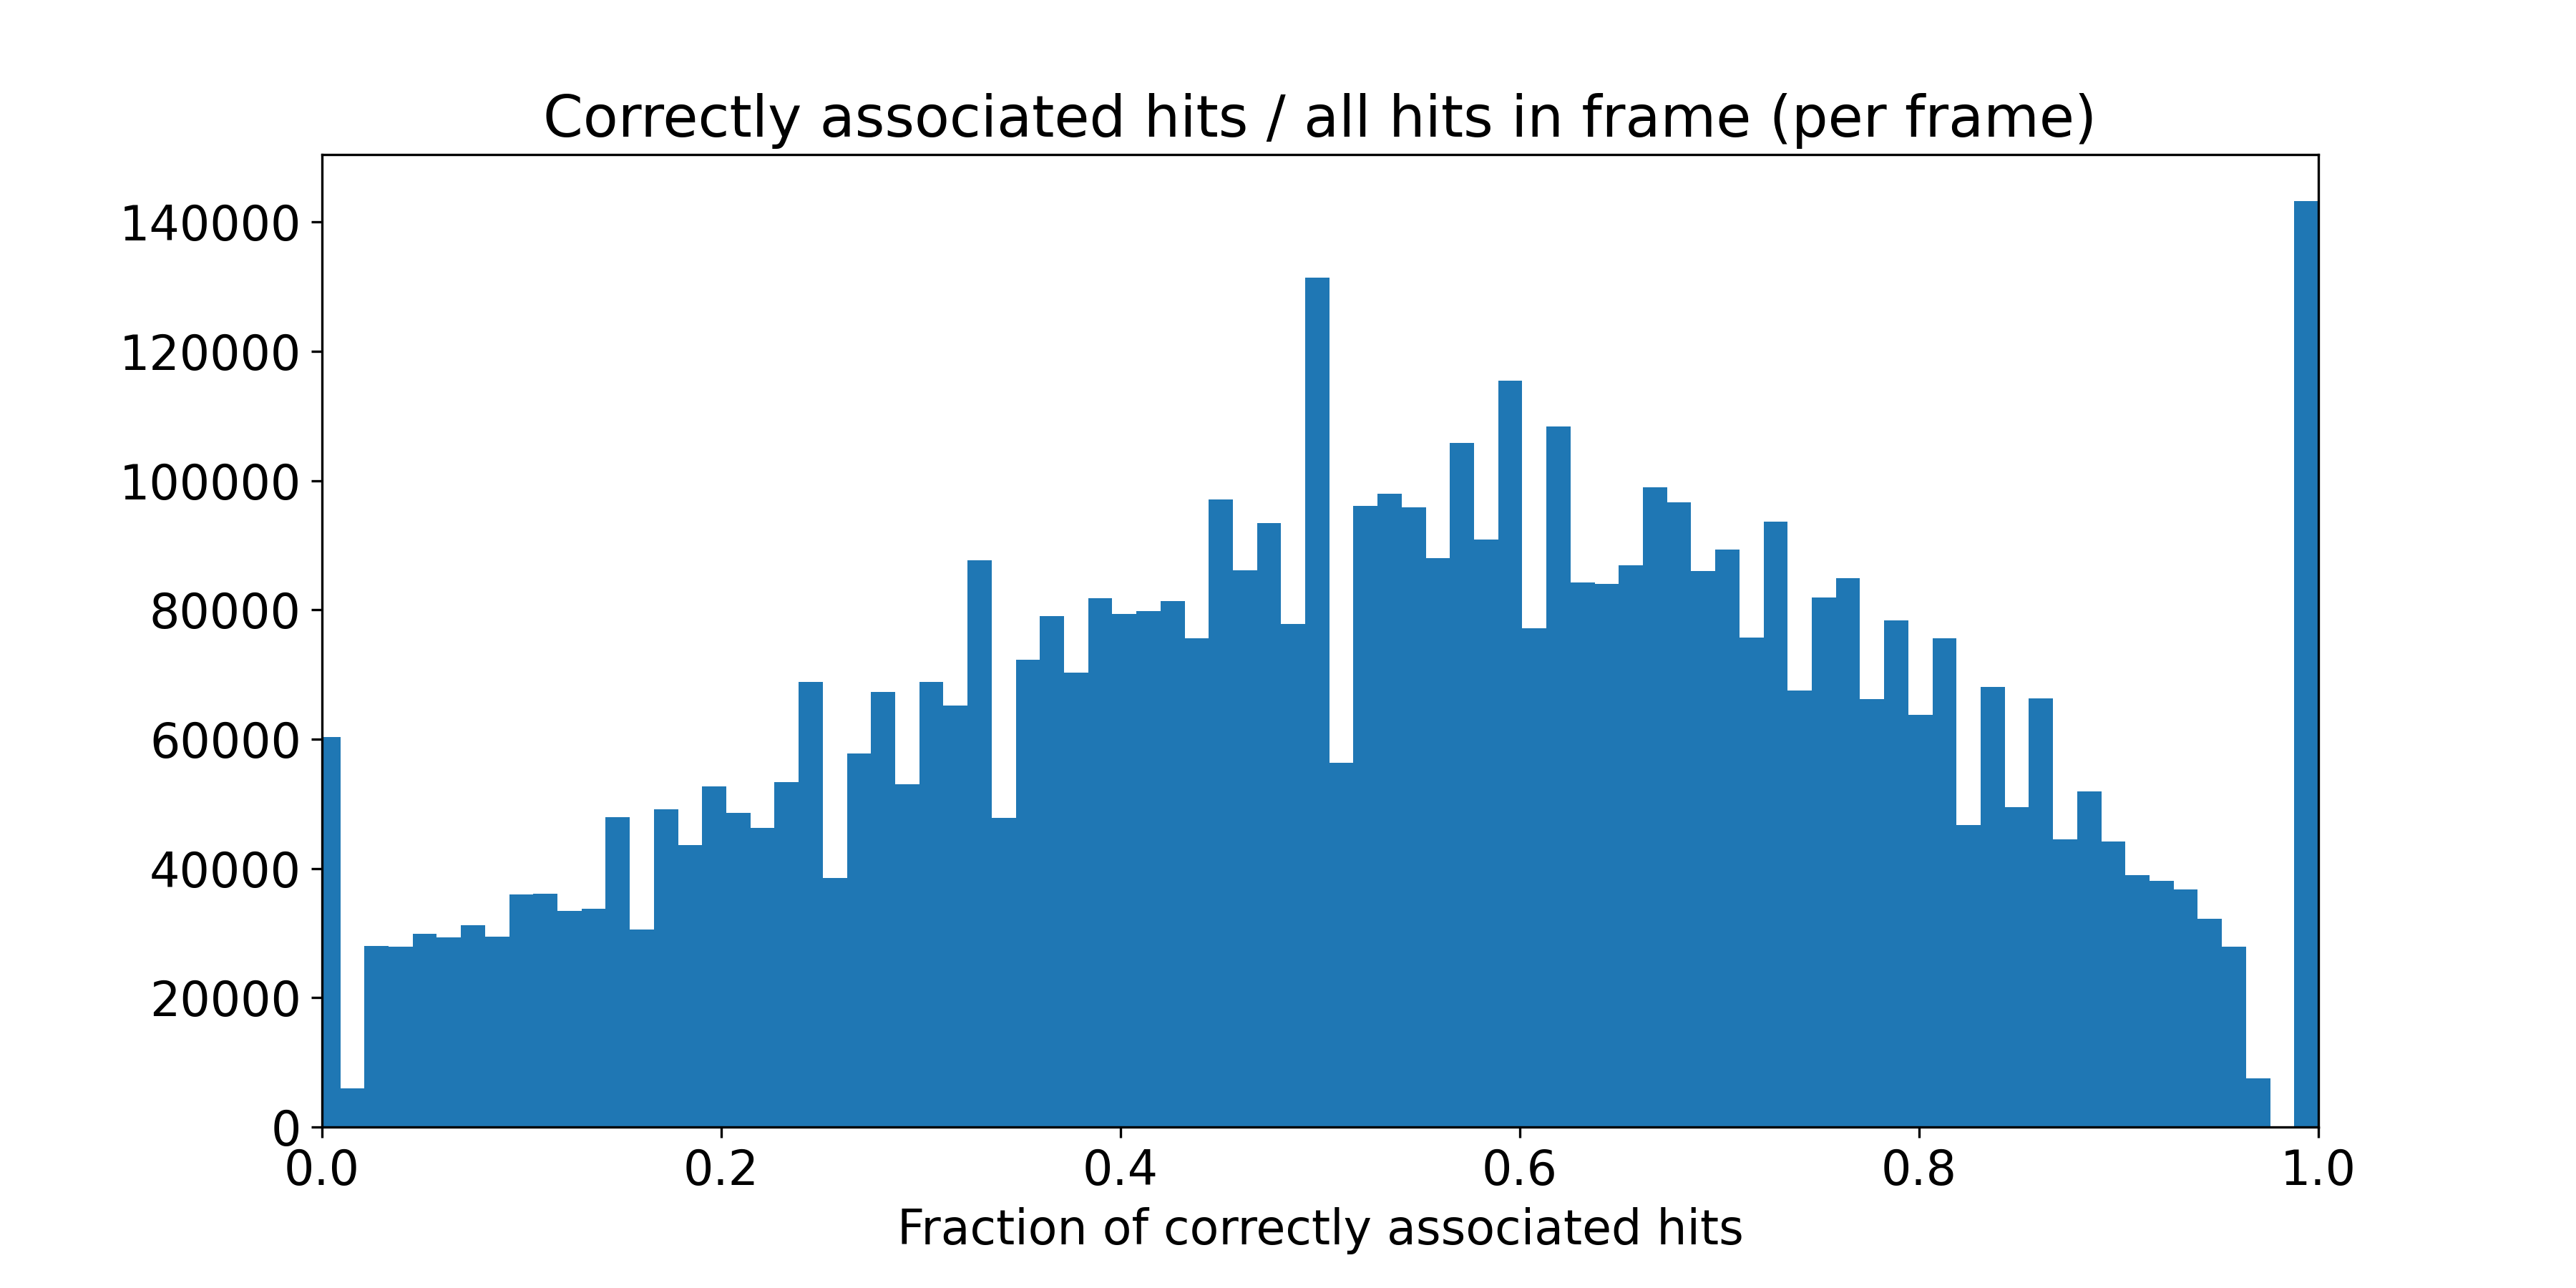 Correctly associated hits / all hits in frame (per frame)
140000
120000
100000
80000
60000
40000
20000
0
0.0 0.2 0.4 0.6 0.8 1.0
Fraction of correctly associated hits